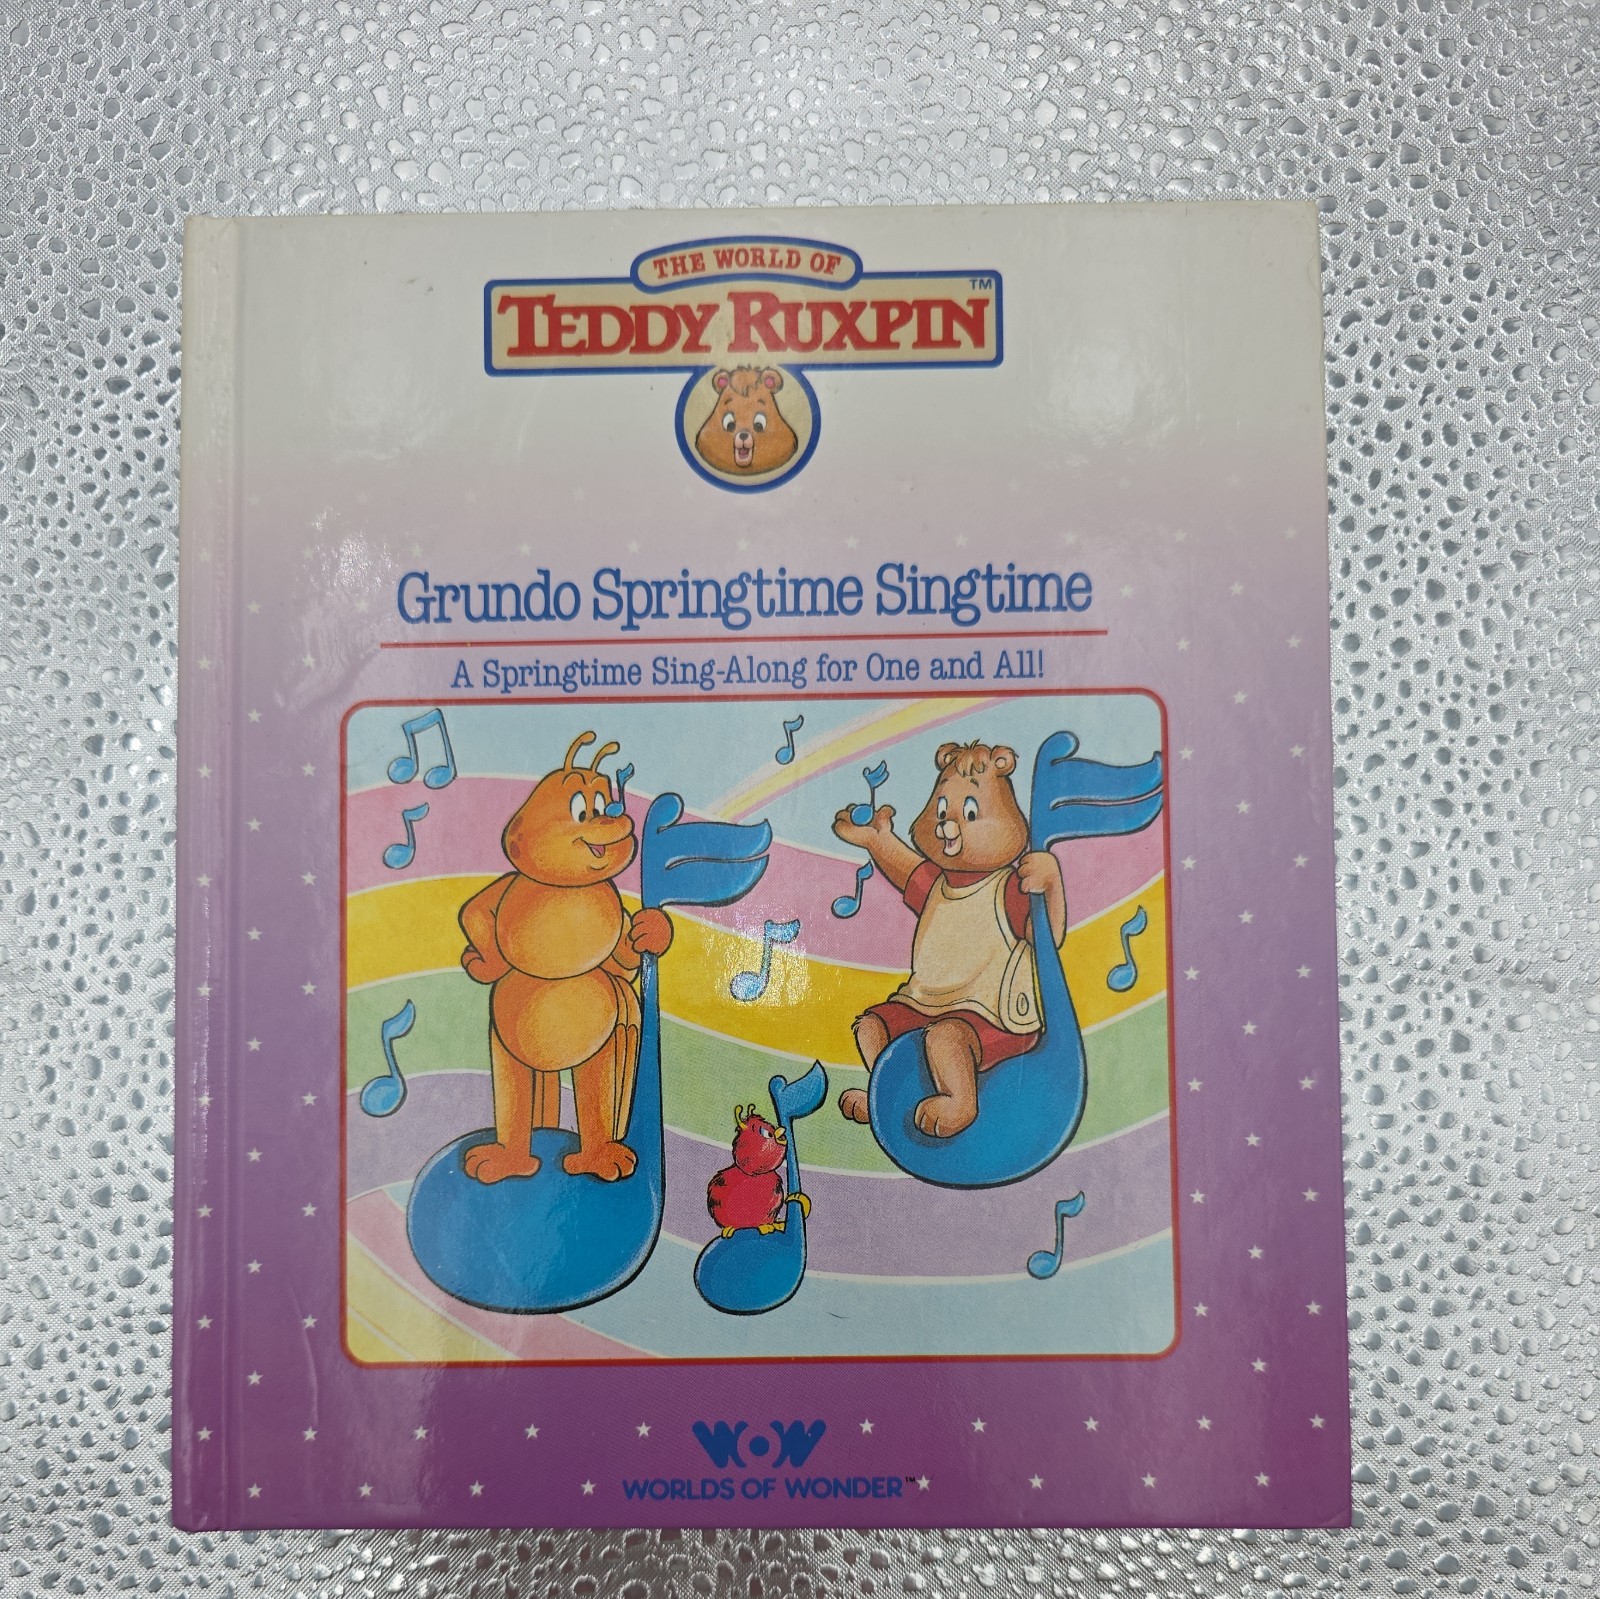 THE WORLD OF
TEDDY RUXPIN™
Grundo Springtime Singtime
A Springtime Sing-Along for One and All!
WOW
WORLDS OF WONDER™